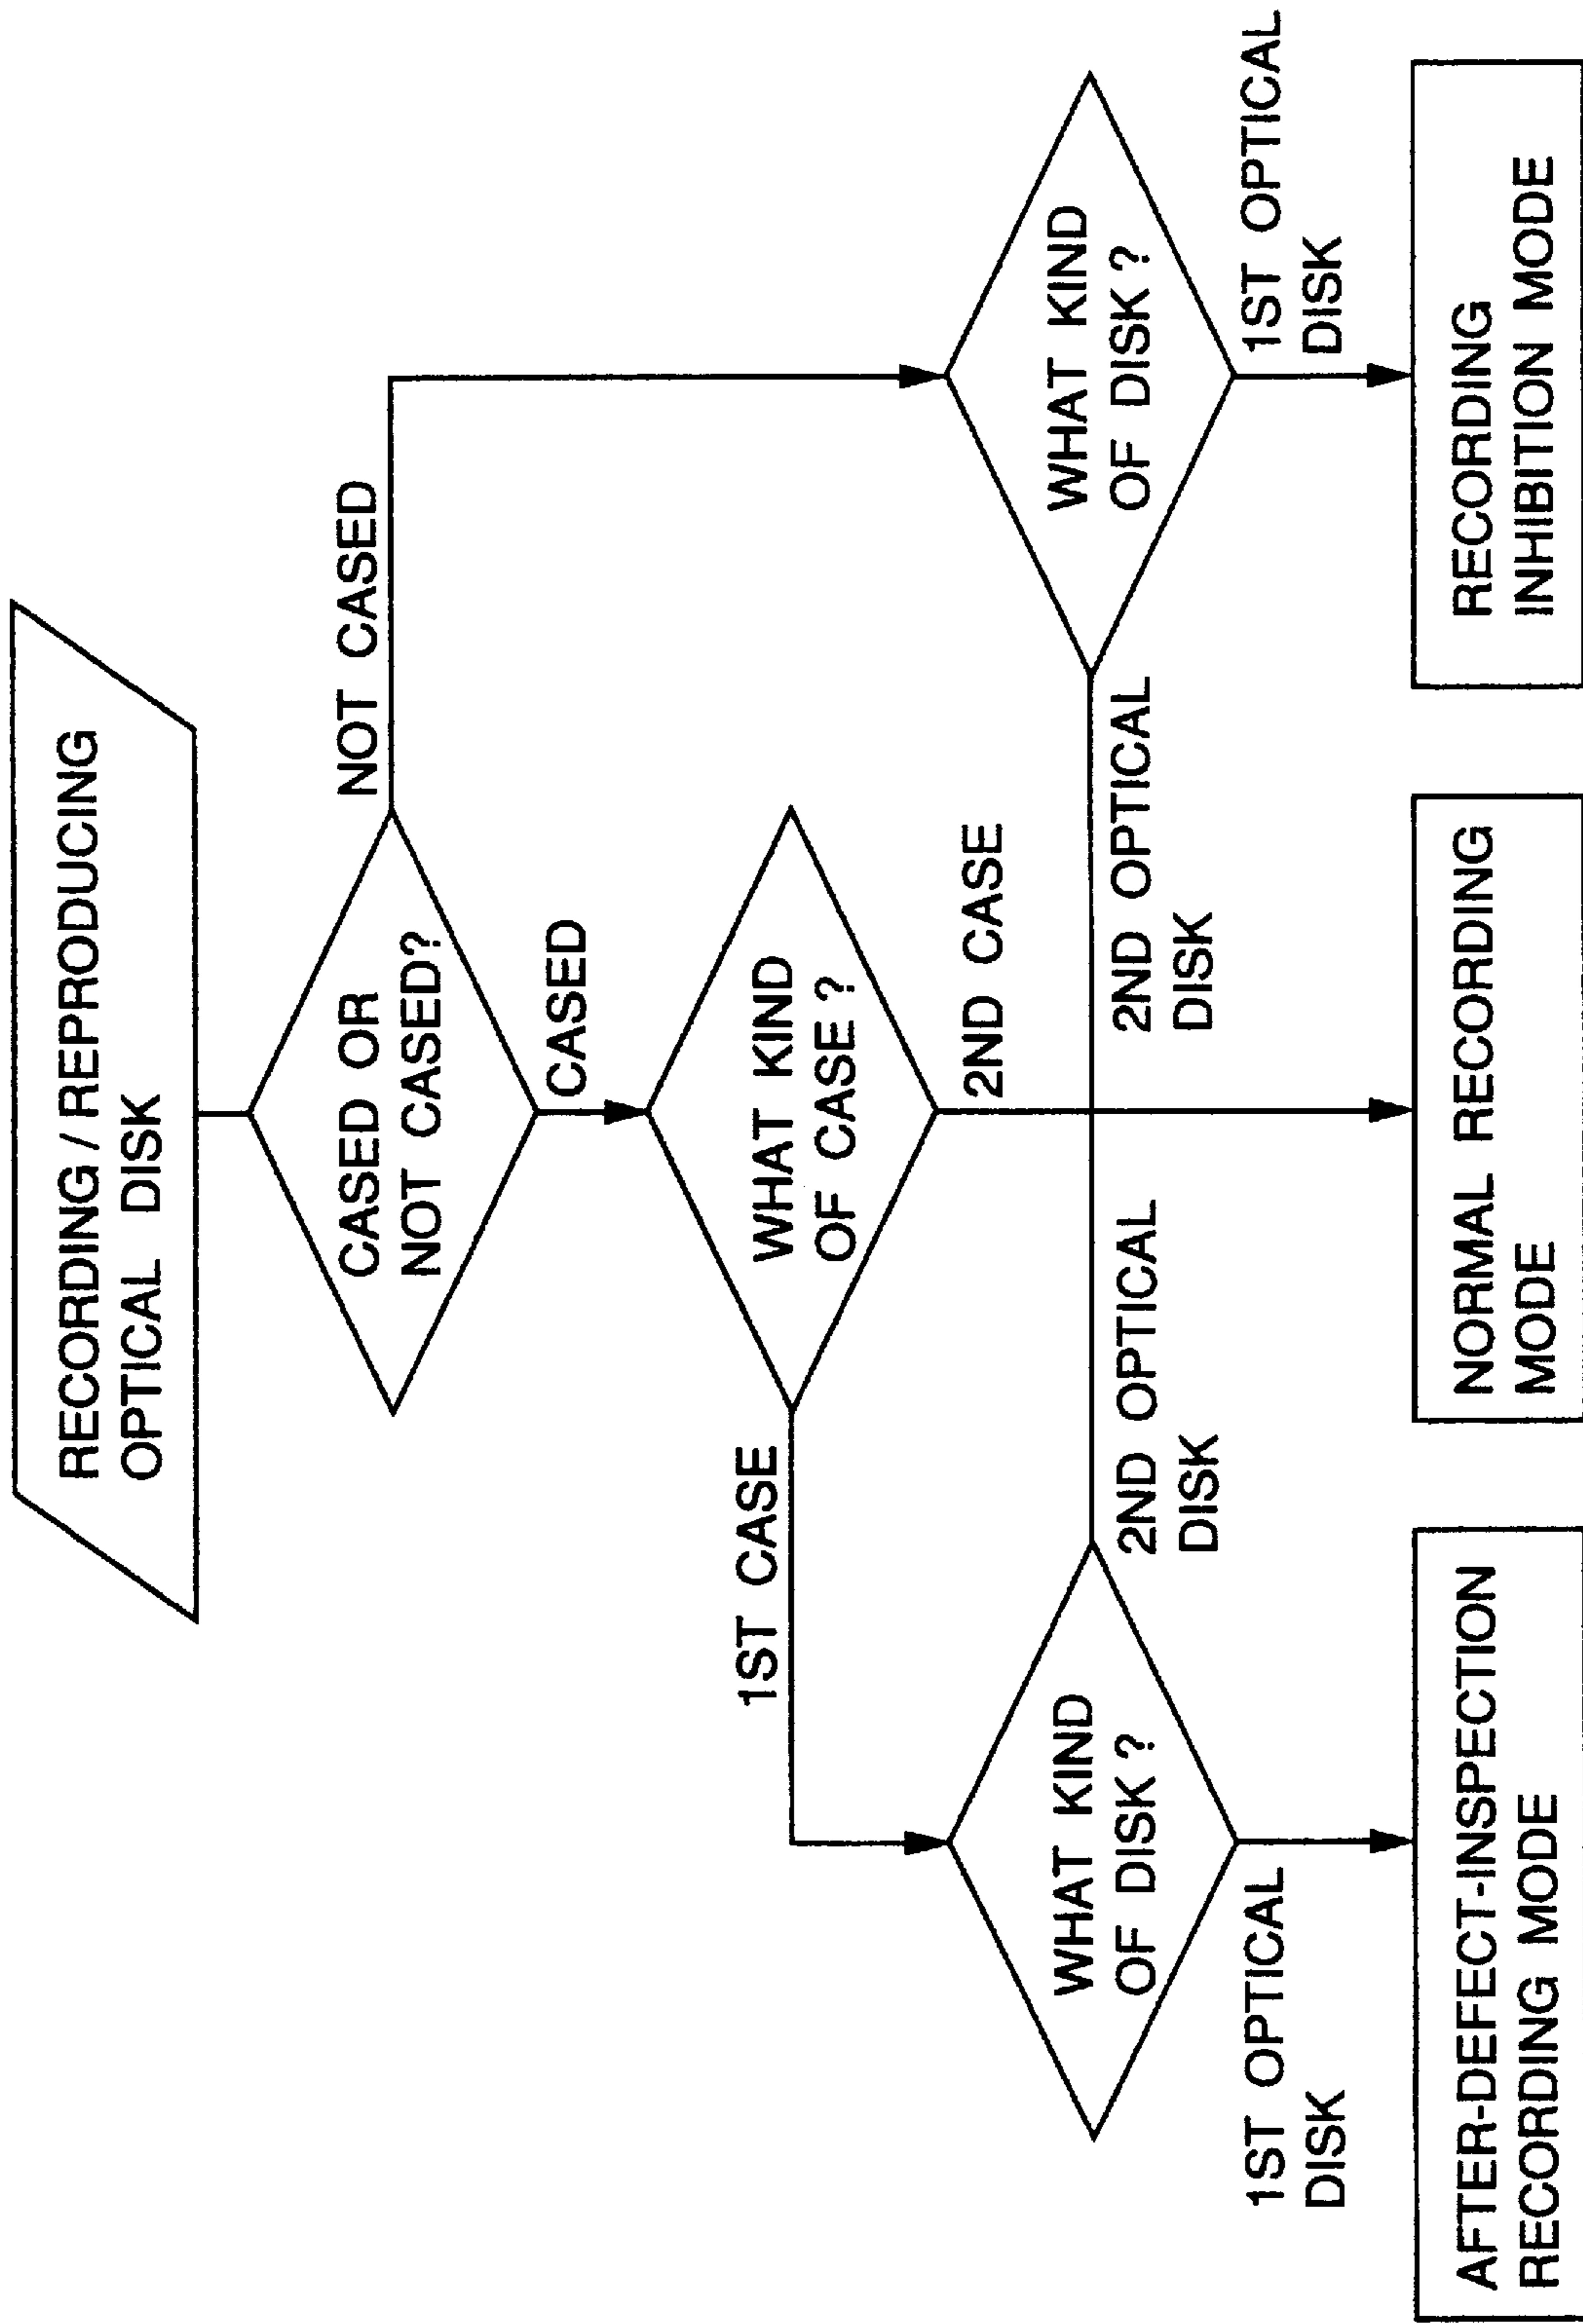 RECORDING / REPRODUCING
OPTICAL DISK
CASED OR
NOT CASED?
NOT CASED
CASED
WHAT KIND
OF CASE ?
1ST CASE
2ND CASE
WHAT KIND
OF DISK ?
2ND OPTICAL
DISK
2ND OPTICAL
DISK
WHAT KIND
OF DISK ?
1ST OPTICAL
DISK
1ST OPTICAL
DISK
AFTER-DEFECT-INSPECTION
RECORDING MODE
NORMAL RECORDING
MODE
RECORDING
INHIBITION MODE